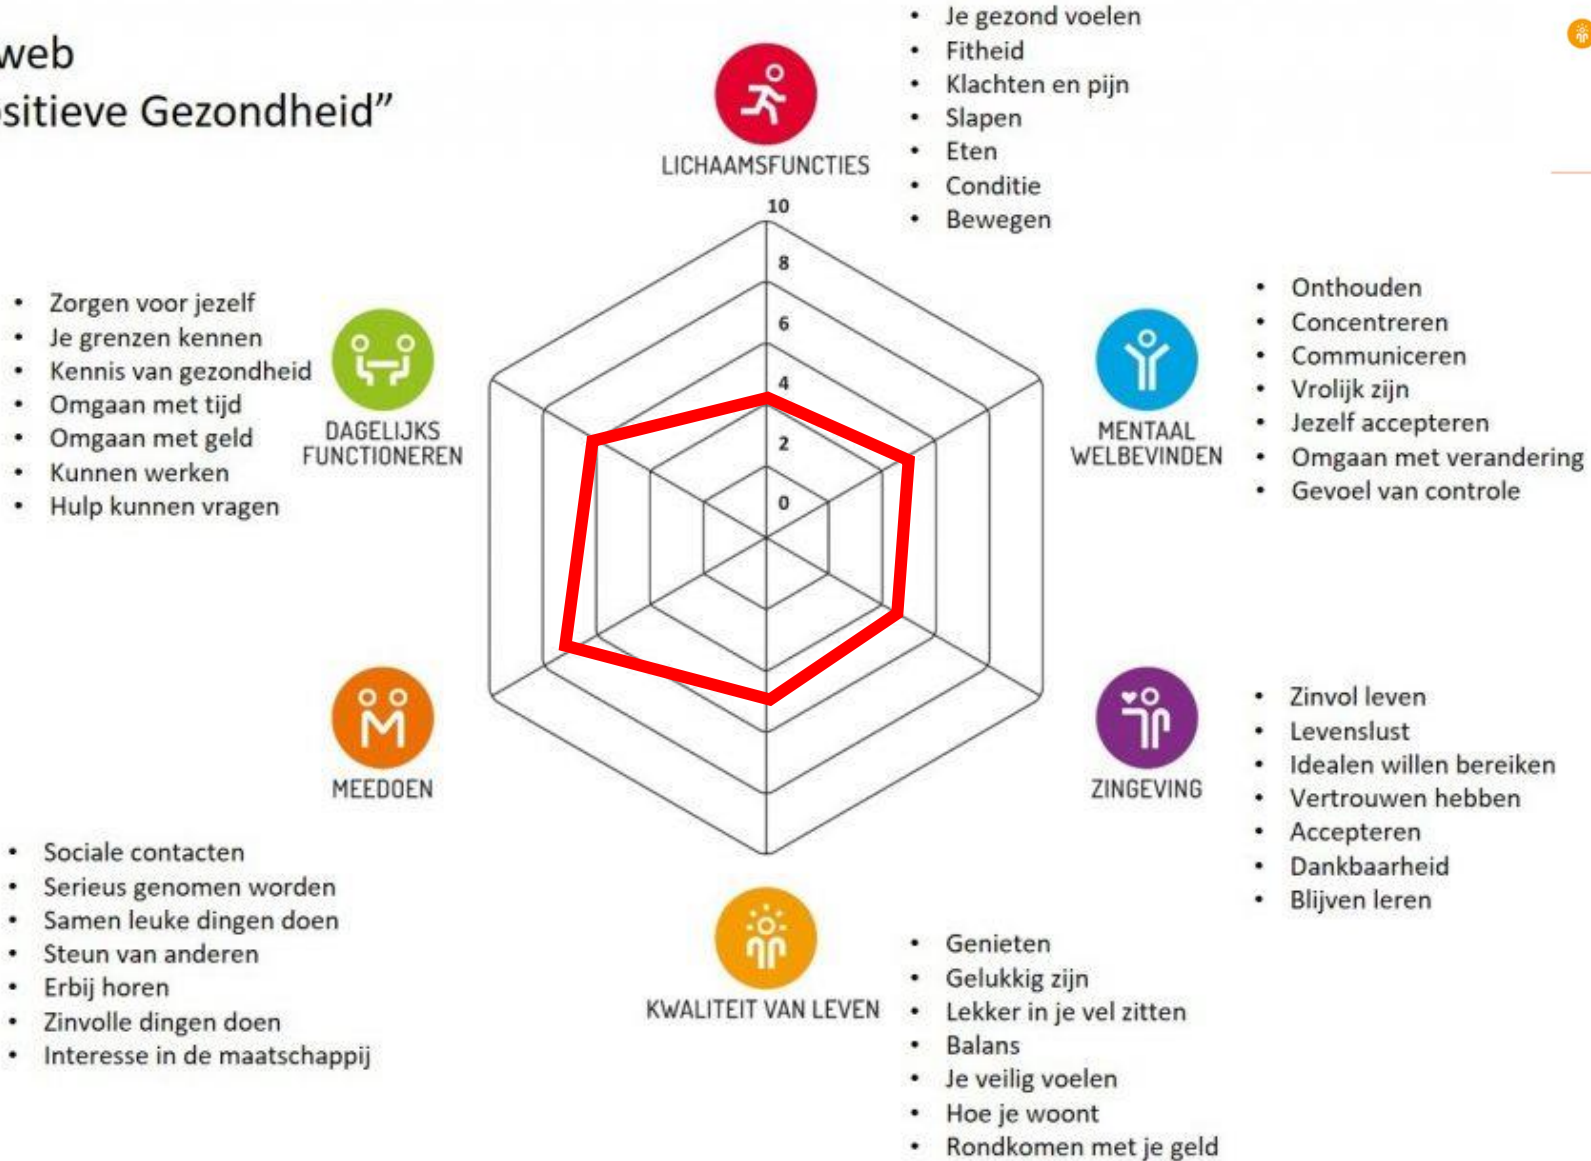 web
sitieve Gezondheid”
LICHAAMSFUNCTIES
• Je gezond voelen
• Fitheid
• Klachten en pijn
• Slapen
• Eten
• Conditie
• Bewegen
10
8
6
4
2
0
• Zorgen voor jezelf
• Je grenzen kennen
• Kennis van gezondheid
• Omgaan met tijd
• Omgaan met geld
• Kunnen werken
• Hulp kunnen vragen
DAGELIJKS
FUNCTIONEREN
MENTAAL
WELBEVINDEN
• Onthouden
• Concentreren
• Communiceren
• Vrolijk zijn
• Jezelf accepteren
• Omgaan met verandering
• Gevoel van controle
MEEDOEN
• Sociale contacten
• Serieus genomen worden
• Samen leuke dingen doen
• Steun van anderen
• Erbij horen
• Zinvolle dingen doen
• Interesse in de maatschappij
ZINGEVING
• Zinvol leven
• Levenslust
• Idealen willen bereiken
• Vertrouwen hebben
• Accepteren
• Dankbaarheid
• Blijven leren
KWALITEIT VAN LEVEN
• Genieten
• Gelukkig zijn
• Lekker in je vel zitten
• Balans
• Je veilig voelen
• Hoe je woont
• Rondkomen met je geld